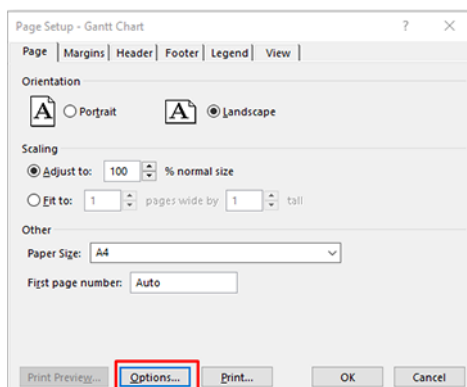 Page Setup - Gantt Chart ? ×
Page Margins Header Footer Legend View
Orientation
A Portrait A Landscape
Scaling
Adjust to: 100 % normal size
Fit to: 1 pages wide by 1 tall
Other
Paper Size: A4
First page number: Auto
Print Preview... Options... Print... OK Cancel